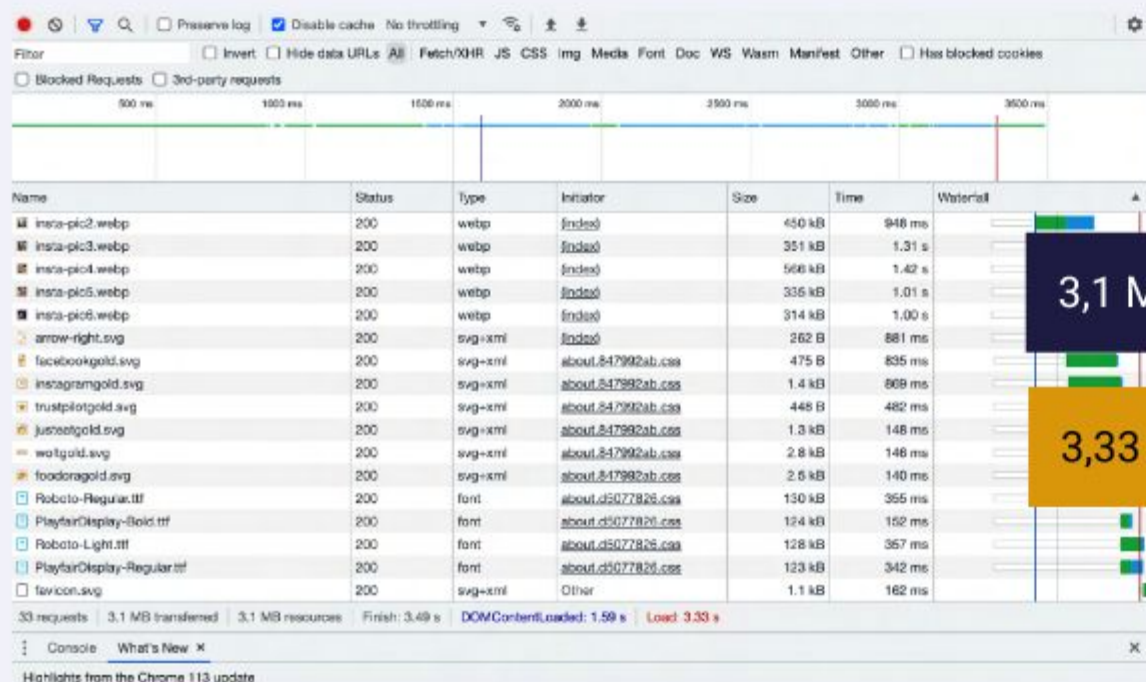 Preserve log Disable cache No throttling
Filter Invert Hide data URLs All Fetch/XHR JS CSS Img Media Font Doc WS Wasm Manifest Other Has blocked cookies
Blocked Requests 3rd-party requests
500 ms 1000 ms 1500 ms 2000 ms 2500 ms 3000 ms 3500 ms
Name Status Type Initiator Size Time Waterfall
insta-pic2.webp 200 webp (index) 450 kB 948 ms
insta-pic3.webp 200 webp (index) 351 kB 1.31 s
insta-pic4.webp 200 webp (index) 566 kB 1.42 s
insta-pic5.webp 200 webp (index) 335 kB 1.01 s
3,1 M
insta-pic6.webp 200 webp (index) 314 kB 1.00 s
arrow-right.svg 200 svg+xml (index) 262 B 881 ms
facebookgold.svg 200 svg+xml about.847992ab.css 475 B 835 ms
instagramgold.svg 200 svg+xml about.847992ab.css 1.4 kB 869 ms
trustpilotgold.svg 200 svg+xml about.847992ab.css 448 B 482 ms
justeatgold.svg 200 svg+xml about.847992ab.css 1.3 kB 148 ms
woltgold.svg 200 svg+xml about.847992ab.css 2.8 kB 146 ms
3,33
foodoragold.svg 200 svg+xml about.847992ab.css 2.5 kB 140 ms
Roboto-Regular.ttf 200 font about.d5077826.css 130 kB 355 ms
PlayfairDisplay-Bold.ttf 200 font about.d5077826.css 124 kB 152 ms
Roboto-Light.ttf 200 font about.d5077826.css 128 kB 357 ms
PlayfairDisplay-Regular.ttf 200 font about.d5077826.css 123 kB 342 ms
favicon.svg 200 svg+xml Other 1.1 kB 162 ms
33 requests 3.1 MB transferred 3.1 MB resources Finish: 3.49 s DOMContentLoaded: 1.59 s Load: 3.33 s
Console What's New ×
Highlights from the Chrome 113 update